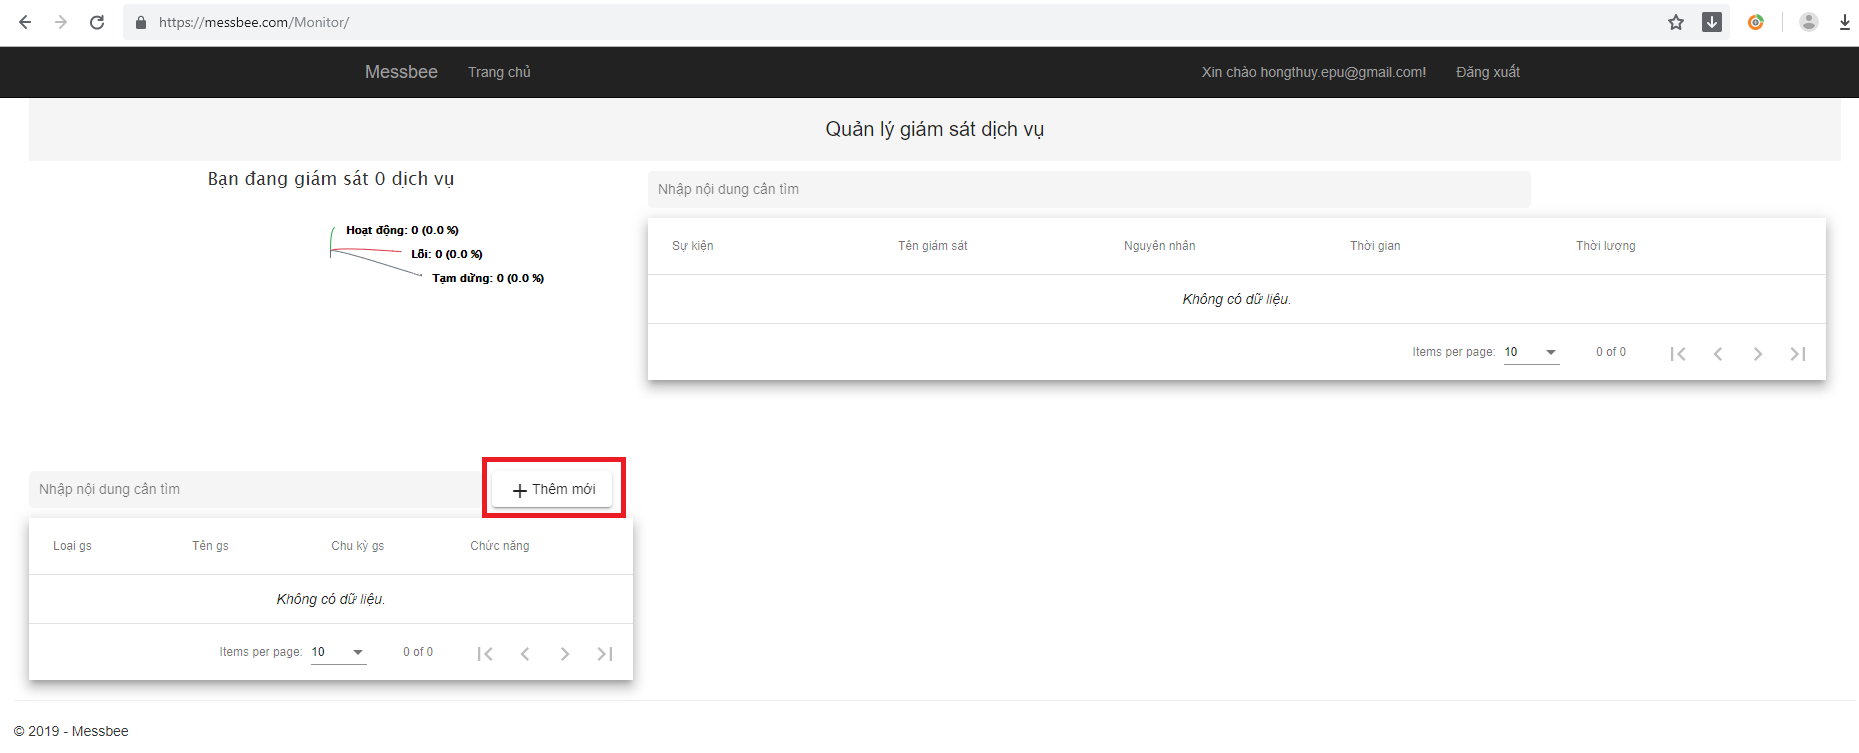 https://messbee.com/Monitor/
Messbee Trang chủ Xin chào hongthuy.epu@gmail.com! Đăng xuất
Quản lý giám sát dịch vụ
Bạn đang giám sát 0 dịch vụ
Hoạt động: 0 (0.0 %)
Lỗi: 0 (0.0 %)
Tạm dừng: 0 (0.0 %)
Nhập nội dung cần tìm
Sự kiện Tên giám sát Nguyên nhân Thời gian Thời lượng
Không có dữ liệu.
Items per page: 10 0 of 0
Nhập nội dung cần tìm
Thêm mới
Loại gs Tên gs Chu kỳ gs Chức năng
Không có dữ liệu.
Items per page: 10 0 of 0
© 2019 - Messbee